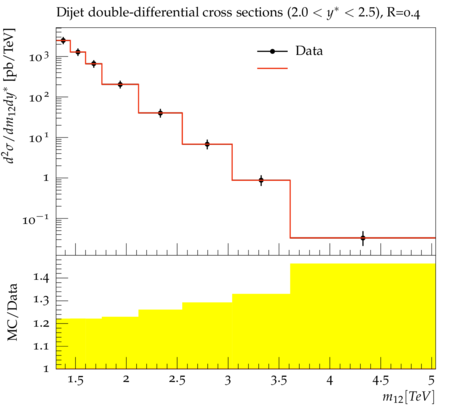 Dijet double-differential cross sections (2.0 < y* < 2.5), R=0.4
d²σ/dm₁₂dy* [pb/TeV]
10³
10²
10¹
1
10⁻¹
Data
MC/Data
1.4
1.3
1.2
1.1
1
1.5 2 2.5 3 3.5 4 4.5 5
m₁₂[TeV]